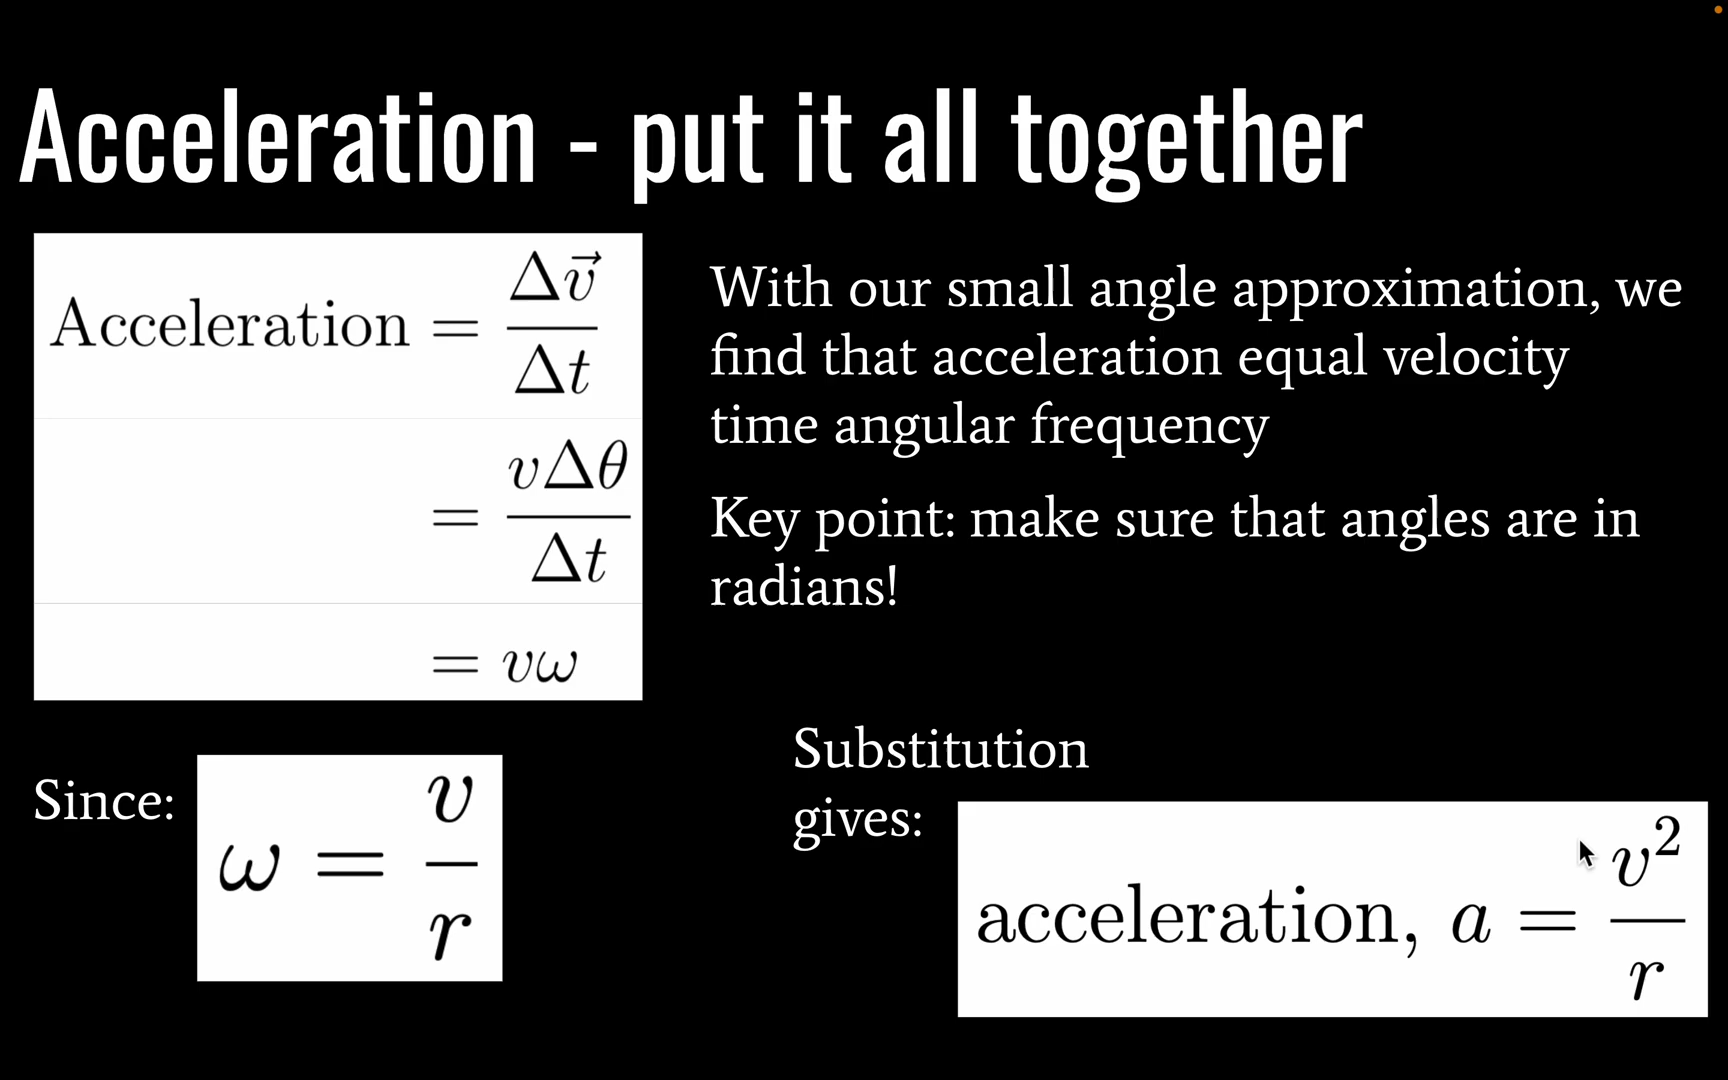 Acceleration - put it all together
Acceleration = Δv⃗ / Δt
= vΔθ / Δt
= vω
With our small angle approximation, we
find that acceleration equal velocity
time angular frequency
Key point: make sure that angles are in
radians!
Since:
ω = v / r
Substitution
gives:
acceleration, a = v² / r